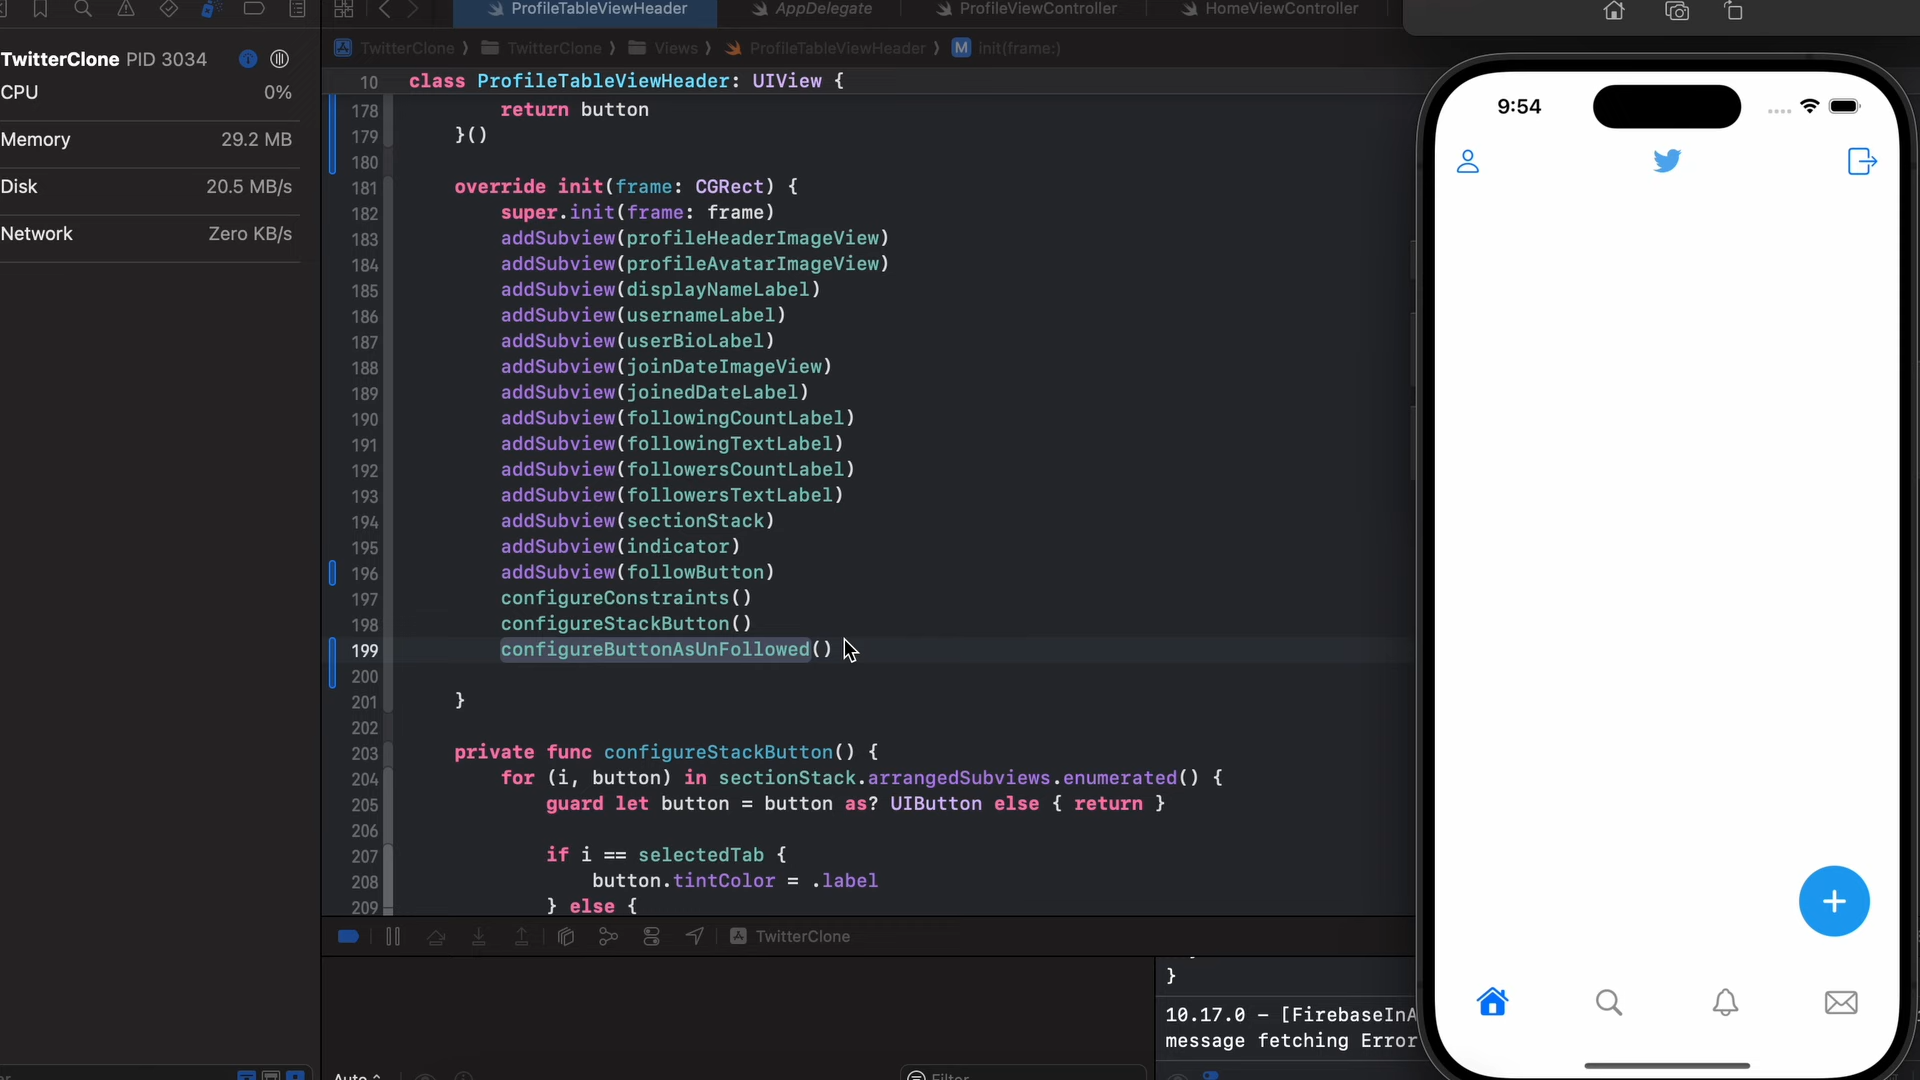 ProfileTableViewHeader
AppDelegate
ProfileViewController
HomeViewController
TwitterClone
TwitterClone
Views
ProfileTableViewHeader
M
init(frame:)
TwitterClone PID 3034
CPU 0%
Memory 29.2 MB
Disk 20.5 MB/s
Network Zero KB/s
10 class ProfileTableViewHeader: UIView {
178 return button
179 }()
180
181 override init(frame: CGRect) {
182 super.init(frame: frame)
183 addSubview(profileHeaderImageView)
184 addSubview(profileAvatarImageView)
185 addSubview(displayNameLabel)
186 addSubview(usernameLabel)
187 addSubview(userBioLabel)
188 addSubview(joinDateImageView)
189 addSubview(joinedDateLabel)
190 addSubview(followingCountLabel)
191 addSubview(followingTextLabel)
192 addSubview(followersCountLabel)
193 addSubview(followersTextLabel)
194 addSubview(sectionStack)
195 addSubview(indicator)
196 addSubview(followButton)
197 configureConstraints()
198 configureStackButton()
199 configureButtonAsUnFollowed()
200
201 }
202
203 private func configureStackButton() {
204 for (i, button) in sectionStack.arrangedSubviews.enumerated() {
205 guard let button = button as? UIButton else { return }
206
207 if i == selectedTab {
208 button.tintColor = .label
209 } else {
TwitterClone
}
10.17.0 - [FirebaseInA
message fetching Error
Auto
Filter
9:54